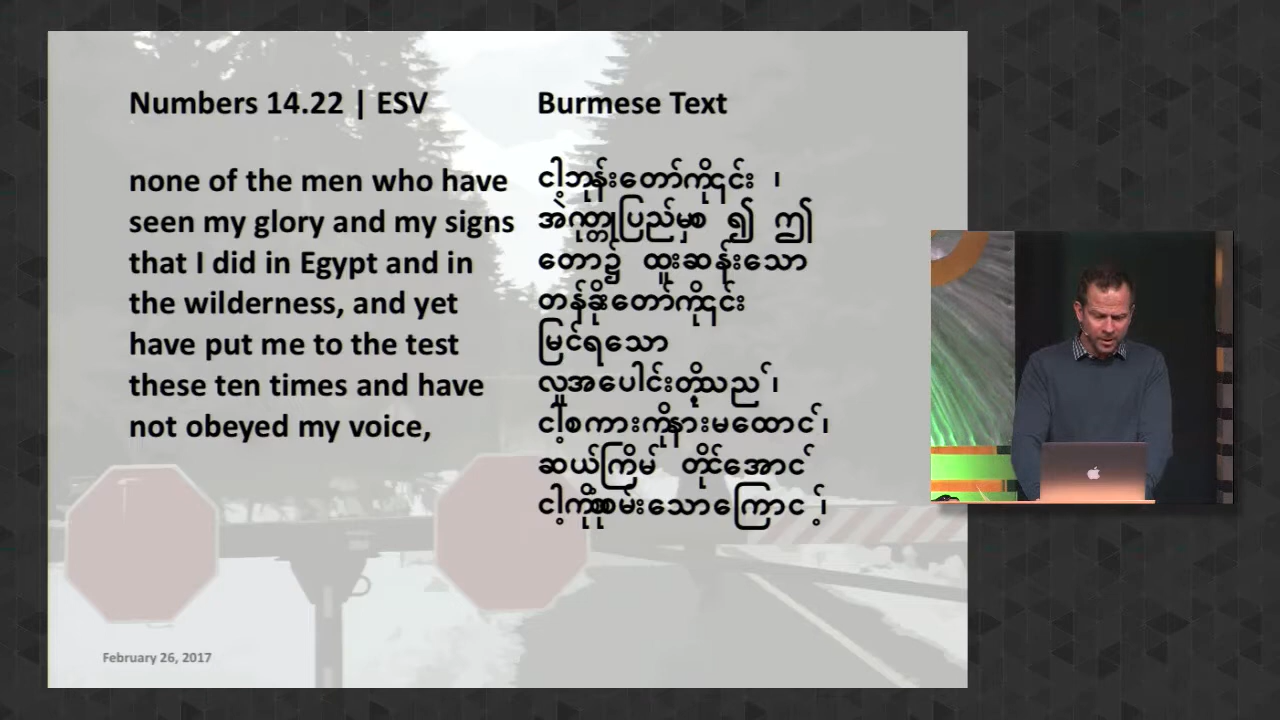 Numbers 14.22 | ESV
none of the men who have
seen my glory and my signs
that I did in Egypt and in
the wilderness, and yet
have put me to the test
these ten times and have
not obeyed my voice,
Burmese Text
ငါ့ဘုန်းတော်ကို၎င်း ၊
အဲဂုတ္တုပြည်မှစ ၍ ဤ
တော၌ ထူးဆန်းသော
တန်ခိုးတော်ကို၎င်း
မြင်ရသော
လူအပေါင်းတို့သည်၊
ငါ့စကားကိုနားမထောင်၊
ဆယ်ကြိမ် တိုင်အောင်
ငါ့ကိုစုံစမ်းသောကြောင့်၊
February 26, 2017